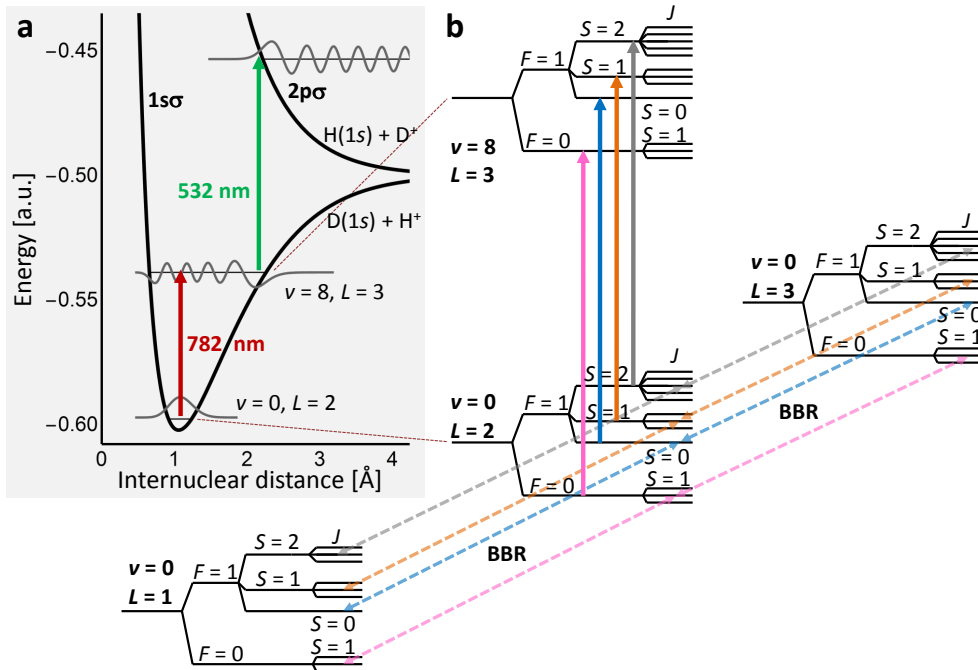 a
−0.45
−0.50
−0.55
−0.60
Energy [a.u.]
0
1
2
3
4
Internuclear distance [Å]
1sσ
2pσ
H(1s) + D⁺
D(1s) + H⁺
532 nm
782 nm
v = 8, L = 3
v = 0, L = 2
b
v = 8
L = 3
F = 1
F = 0
S = 2
S = 1
S = 0
S = 1
J
v = 0
L = 2
F = 1
F = 0
S = 2
S = 1
S = 0
S = 1
J
v = 0
L = 3
F = 1
F = 0
S = 2
S = 1
S = 0
S = 1
J
BBR
v = 0
L = 1
F = 1
F = 0
S = 2
S = 1
S = 0
S = 1
J
BBR